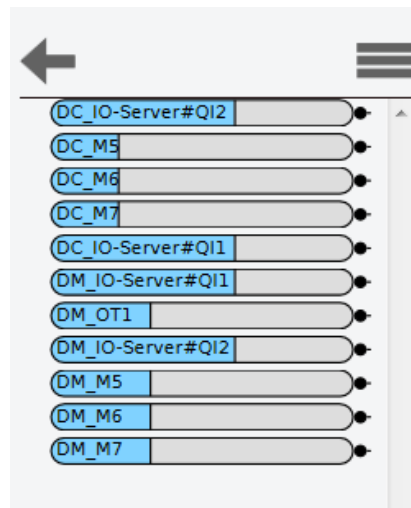 DC_IO-Server#QI2
DC_M5
DC_M6
DC_M7
DC_IO-Server#QI1
DM_IO-Server#QI1
DM_OT1
DM_IO-Server#QI2
DM_M5
DM_M6
DM_M7